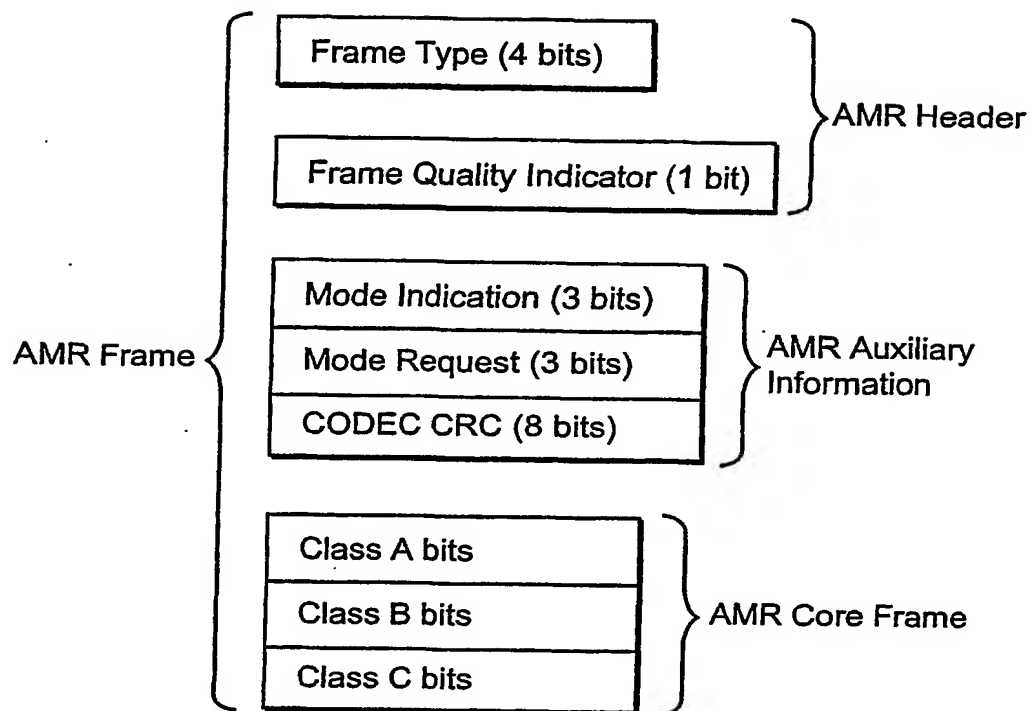 Frame Type (4 bits)
AMR Header
Frame Quality Indicator (1 bit)
Mode Indication (3 bits)
AMR Frame
Mode Request (3 bits)
AMR Auxiliary
Information
CODEC CRC (8 bits)
Class A bits
Class B bits
AMR Core Frame
Class C bits